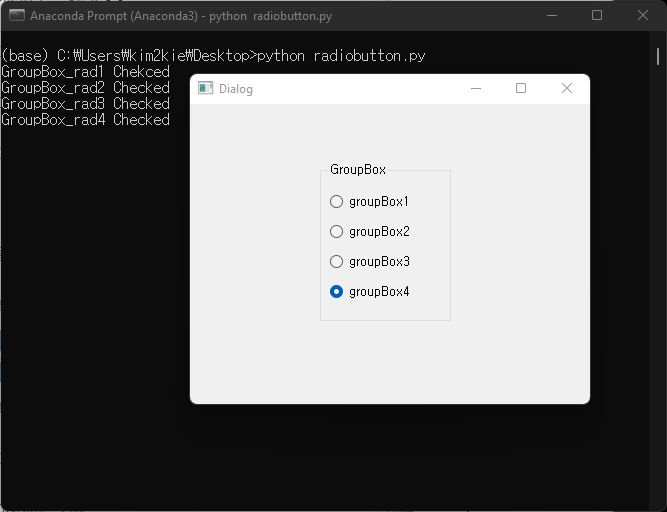 Anaconda Prompt (Anaconda3) - python  radiobutton.py
(base) C:₩Users₩kim2kie₩Desktop>python radiobutton.py
GroupBox_rad1 Chekced
GroupBox_rad2 Checked
GroupBox_rad3 Checked
GroupBox_rad4 Checked
Dialog
GroupBox
groupBox1
groupBox2
groupBox3
groupBox4